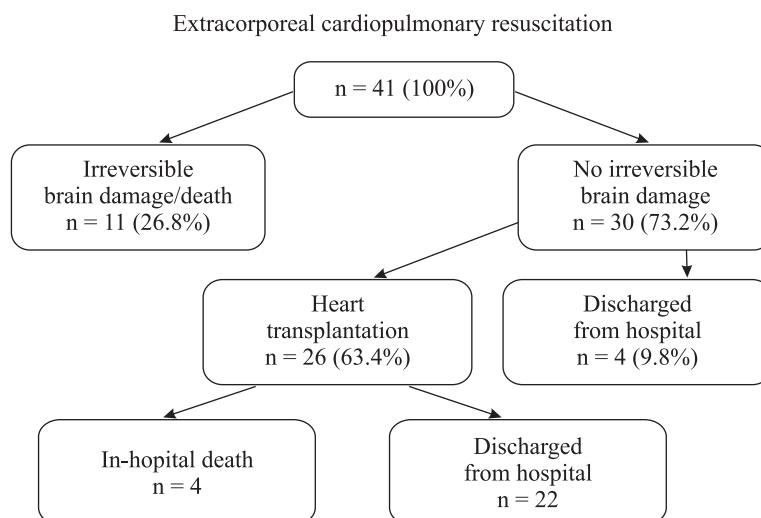 Extracorporeal cardiopulmonary resuscitation
n = 41 (100%)
Irreversible
brain damage/death
n = 11 (26.8%)
No irreversible
brain damage
n = 30 (73.2%)
Heart
transplantation
n = 26 (63.4%)
Discharged
from hospital
n = 4 (9.8%)
In-hopital death
n = 4
Discharged
from hospital
n = 22